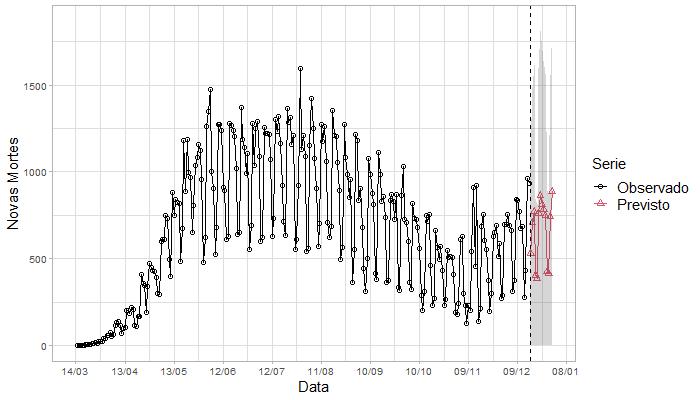 Novas Mortes
1500
1000
500
0
14/03 13/04 13/05 12/06 12/07 11/08 10/09 10/10 09/11 09/12 08/01
Data
Serie
Observado
Previsto